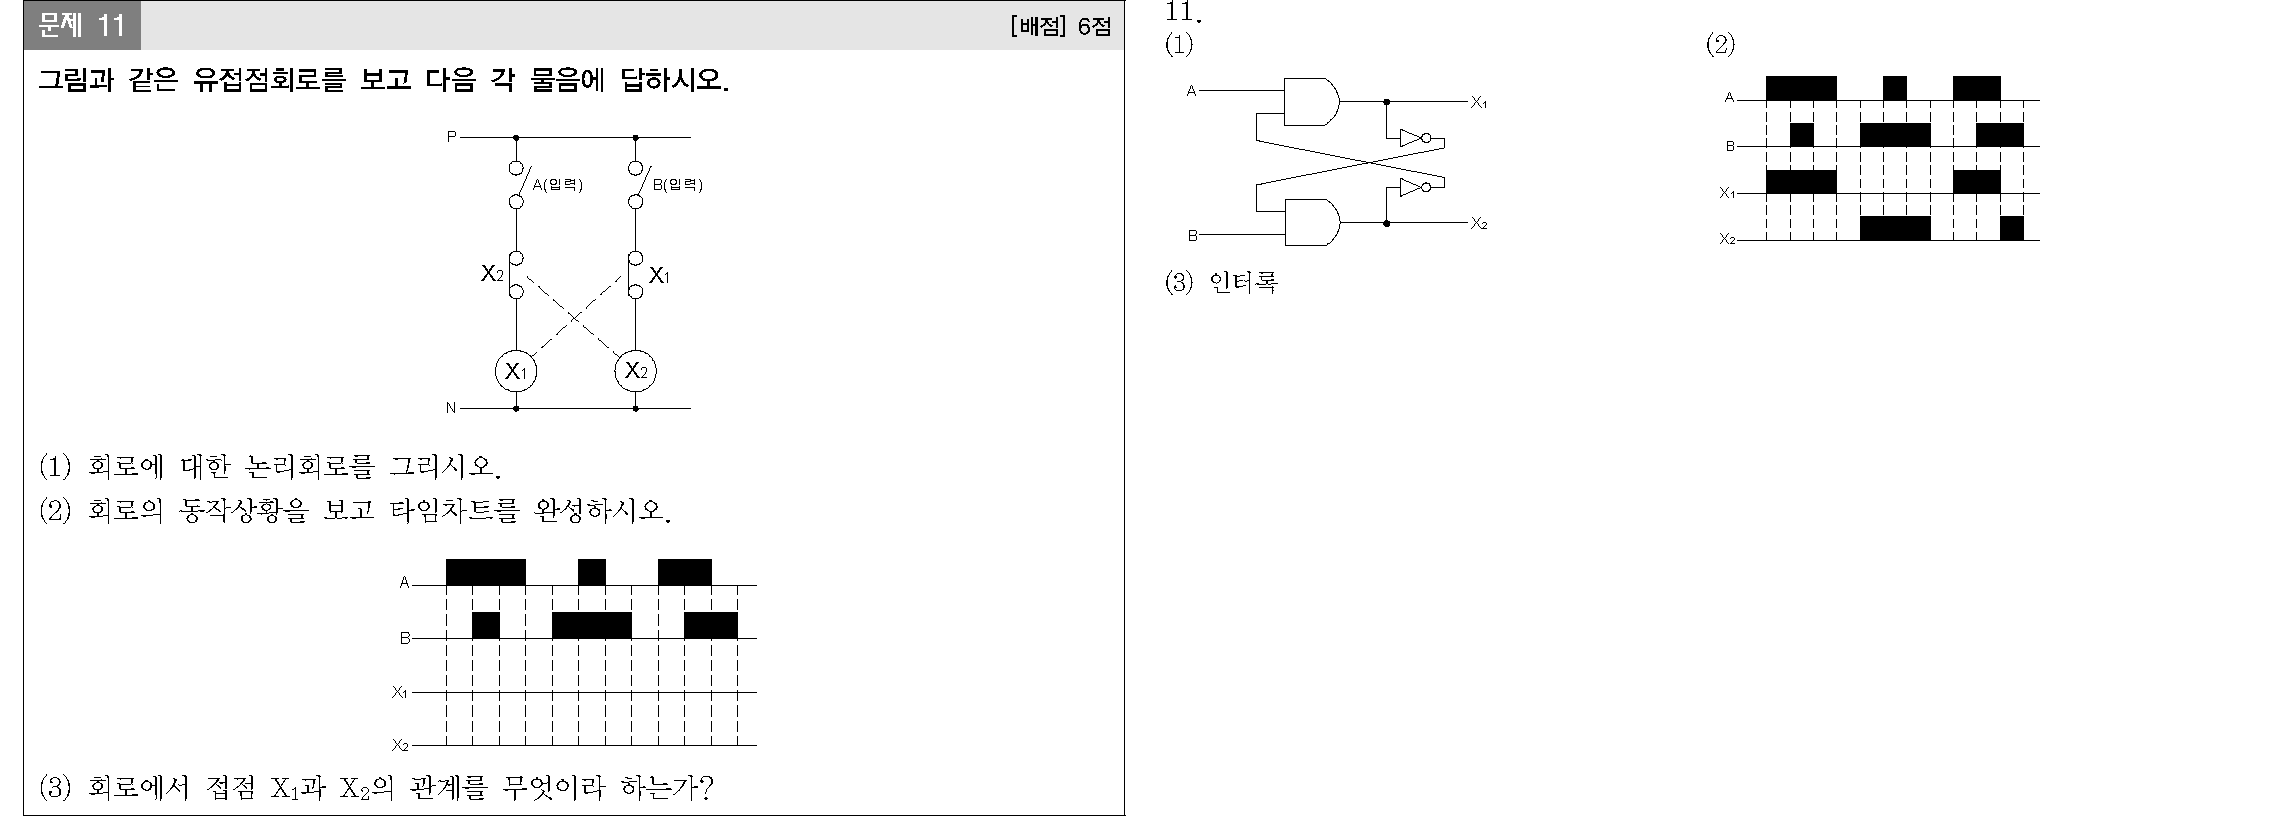 문제 11
[배점] 6점
그림과 같은 유접점회로를 보고 다음 각 물음에 답하시오.
P
A(입력) B(입력)
X2 X1
X1 X2
N
(1) 회로에 대한 논리회로를 그리시오.
(2) 회로의 동작상황을 보고 타임차트를 완성하시오.
A
B
X1
X2
(3) 회로에서 접점 X1과 X2의 관계를 무엇이라 하는가?
11.
(1)
A X1
B X2
(2)
A
B
X1
X2
(3) 인터록